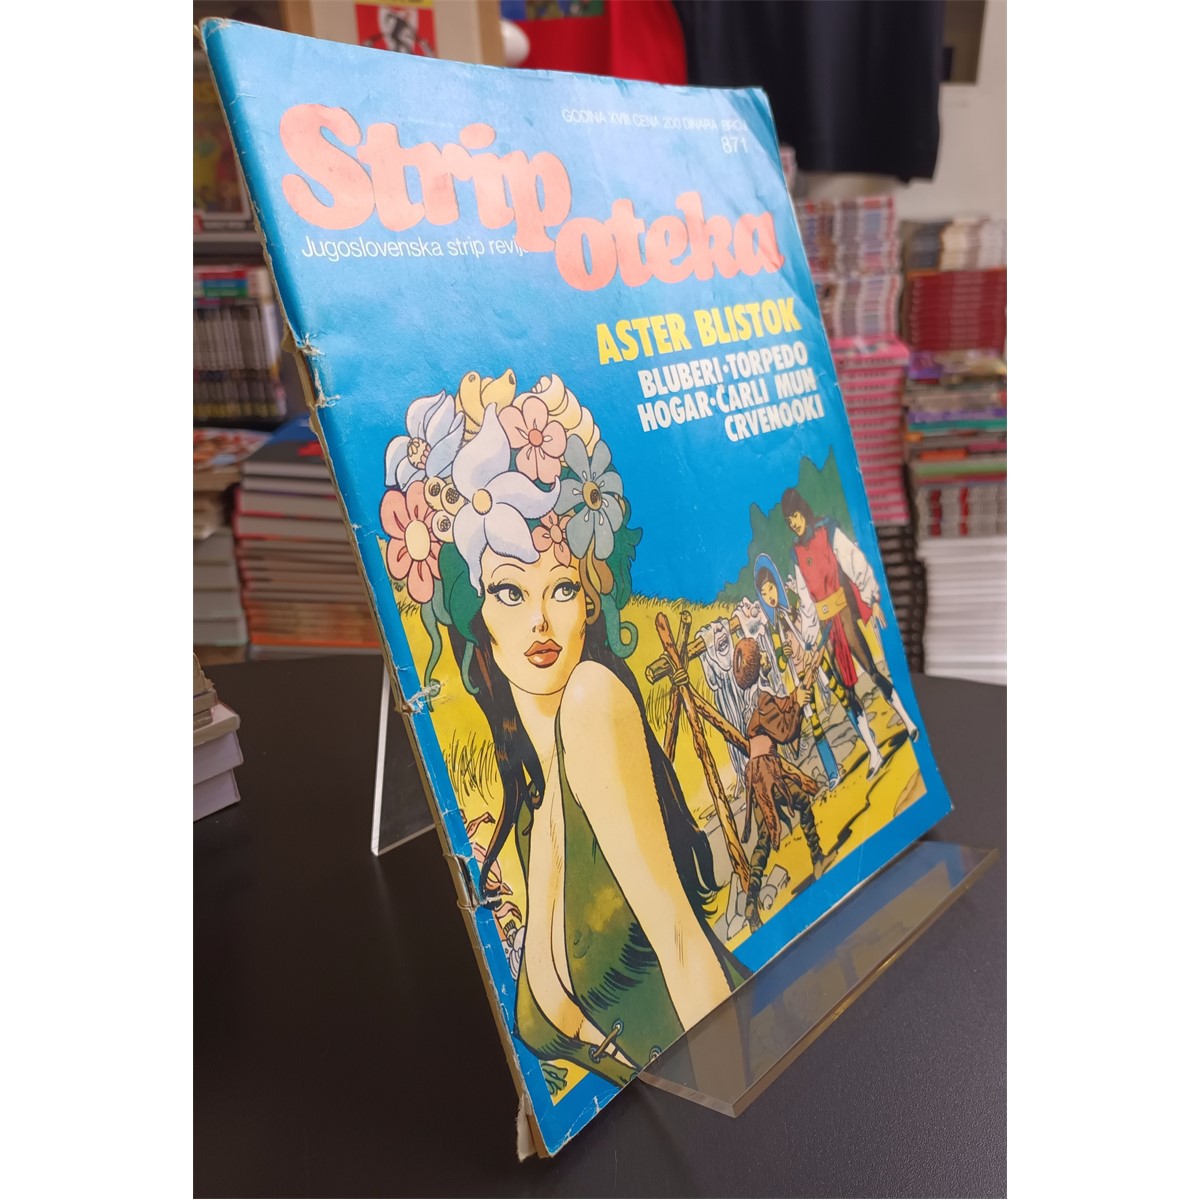 GODINA XVIII CENA 200 DINARA BROJ
871
Strip
oteka
Jugoslovenska strip revija
ASTER BLISTOK
BLUBERI·TORPEDO
HOGAR·ČARLI MUN
CRVENOOKI